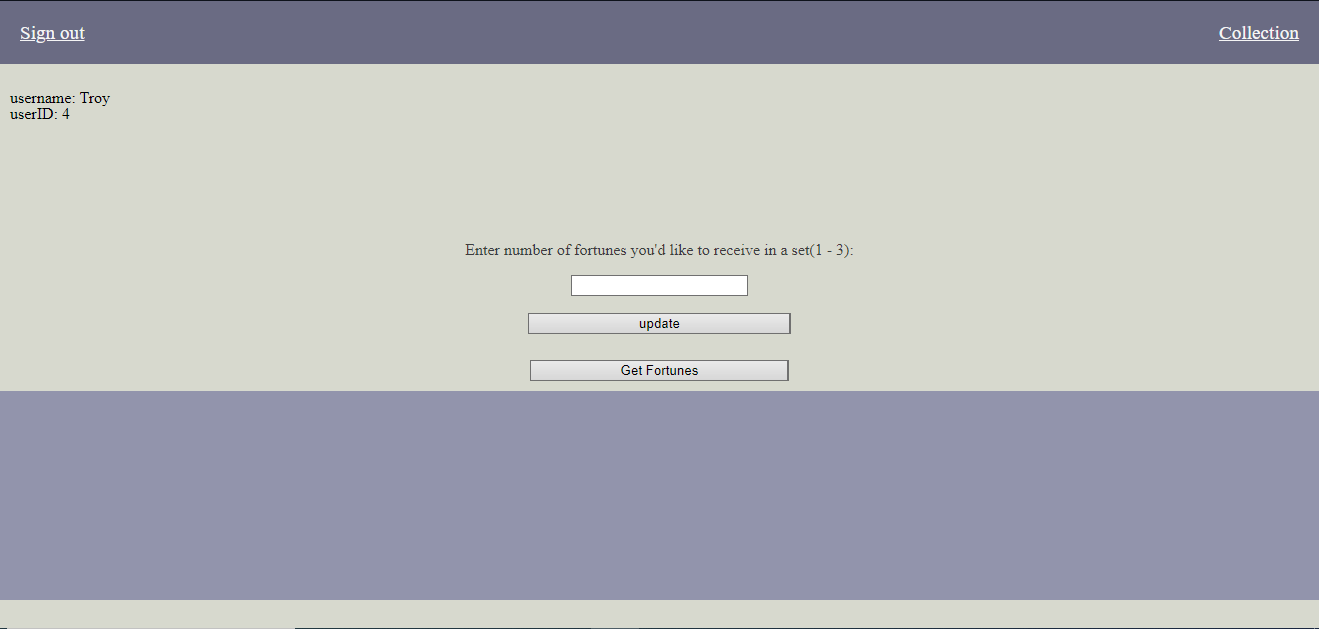 Sign out
Collection
username: Troy
userID: 4
Enter number of fortunes you'd like to receive in a set(1 - 3):
update
Get Fortunes